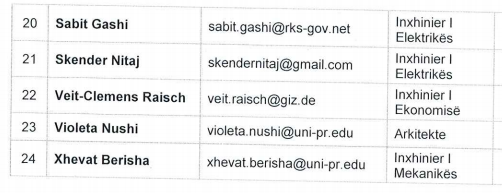 20 Sabit Gashi sabit.gashi@rks-gov.net Inxhinier I
Elektrikës
21 Skender Nitaj skendernitaj@gmail.com Inxhinier I
Elektrikës
22 Veit-Clemens Raisch veit.raisch@giz.de Inxhinier I
Ekonomisë
23 Violeta Nushi violeta.nushi@uni-pr.edu Arkitekte
24 Xhevat Berisha xhevat.berisha@uni-pr.edu Inxhinier I
Mekanikës